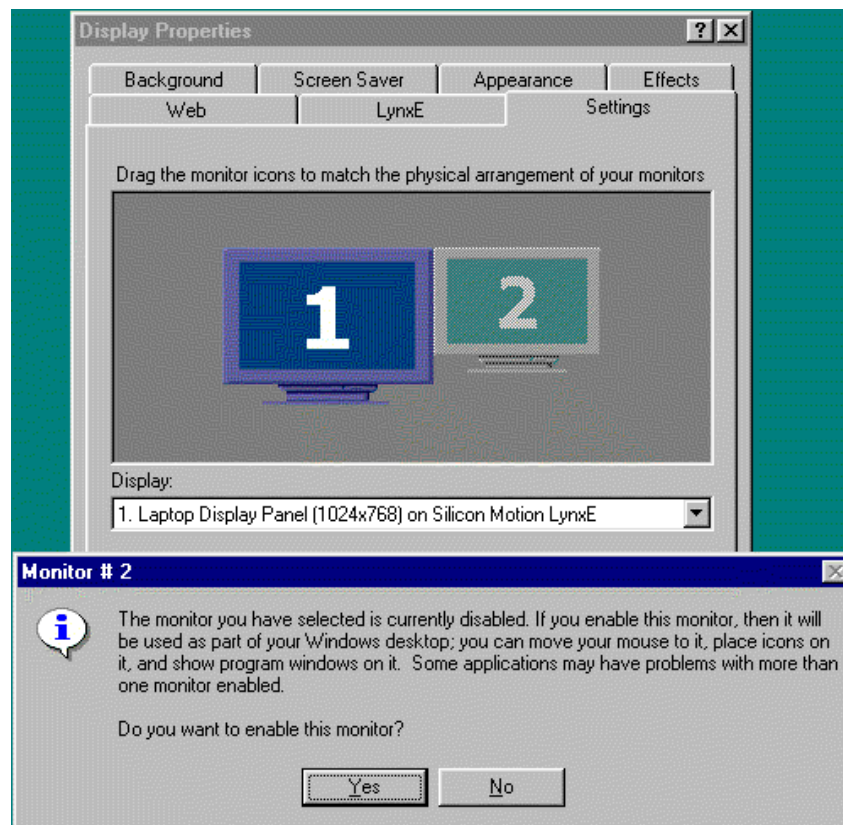 Display Properties
Background Screen Saver Appearance Effects
Web LynxE Settings
Drag the monitor icons to match the physical arrangement of your monitors
1 2
Display:
1. Laptop Display Panel (1024x768) on Silicon Motion LynxE
Monitor # 2
The monitor you have selected is currently disabled. If you enable this monitor, then it will
be used as part of your Windows desktop; you can move your mouse to it, place icons on
it, and show program windows on it.  Some applications may have problems with more than
one monitor enabled.
Do you want to enable this monitor?
Yes No